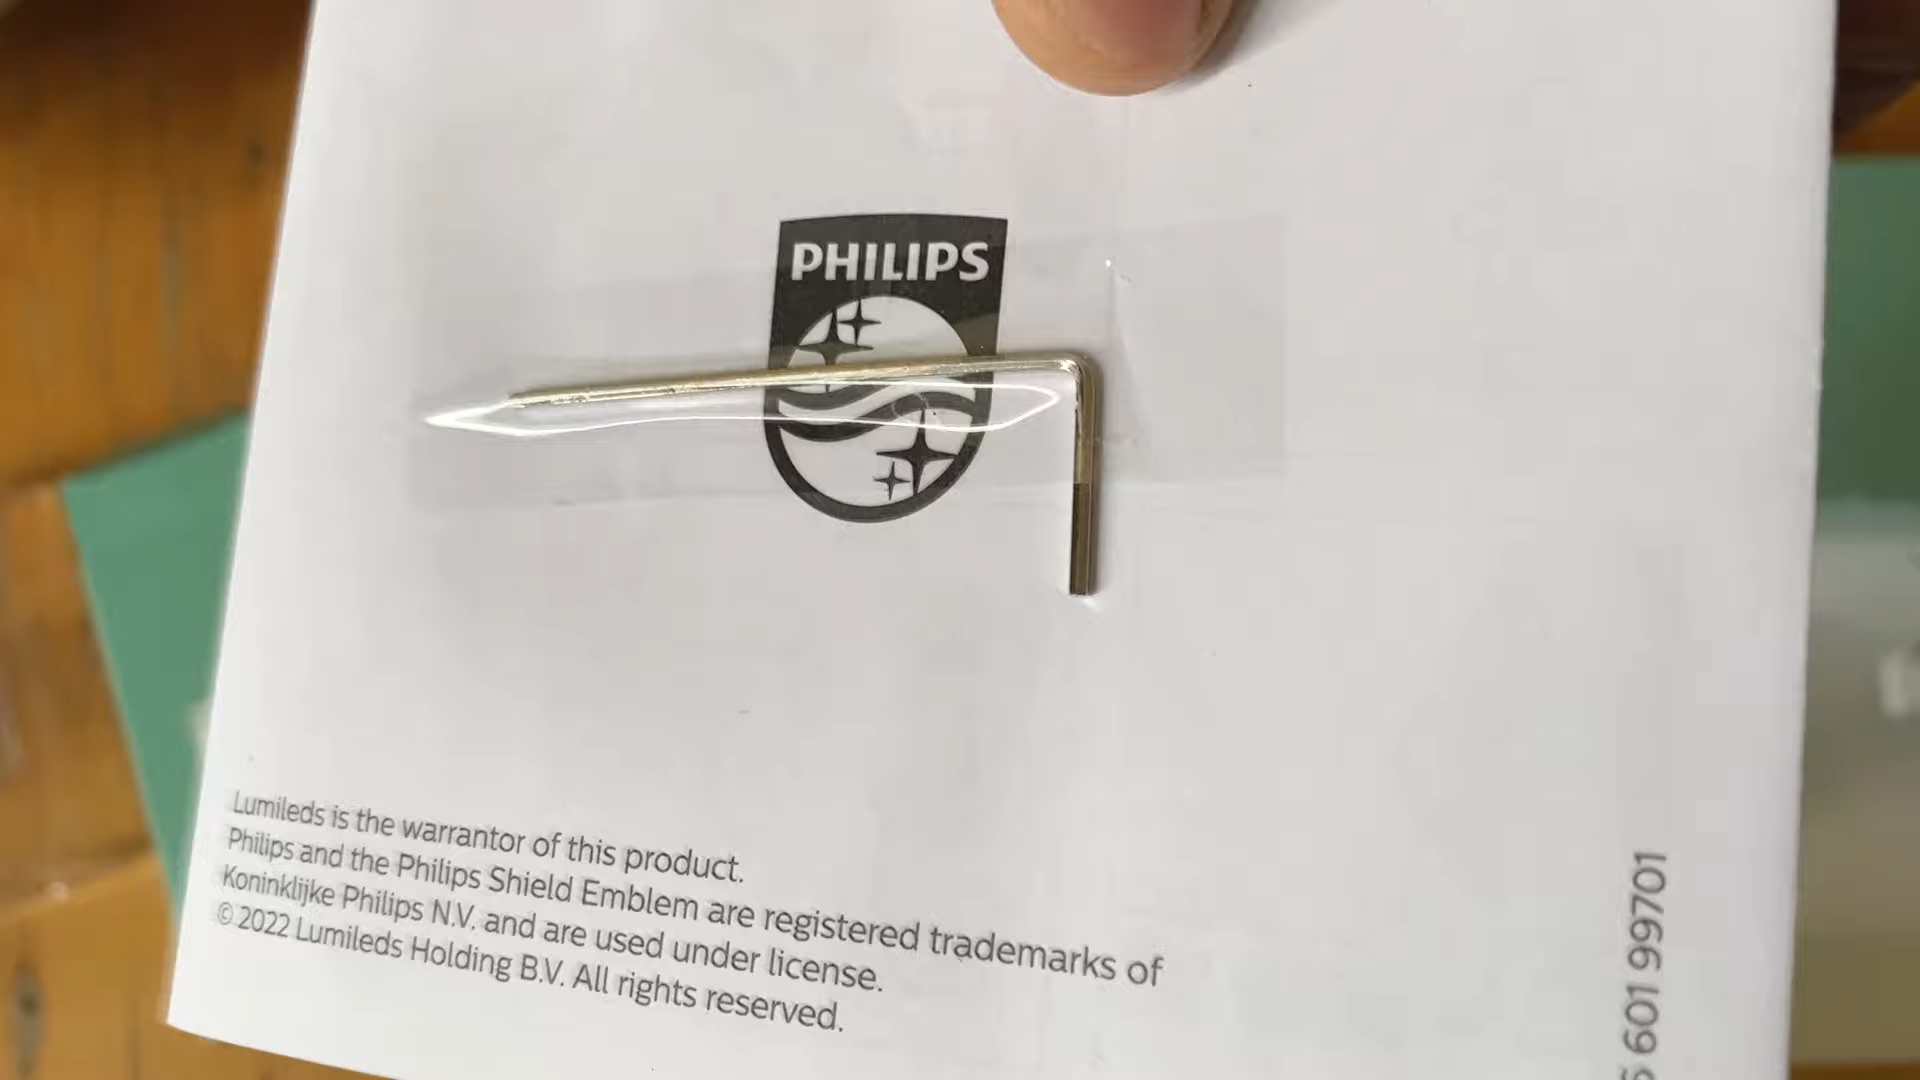 PHILIPS
Lumileds is the warrantor of this product.
Philips and the Philips Shield Emblem are registered trademarks of
Koninklijke Philips N.V. and are used under license.
© 2022 Lumileds Holding B.V. All rights reserved.
601 99701